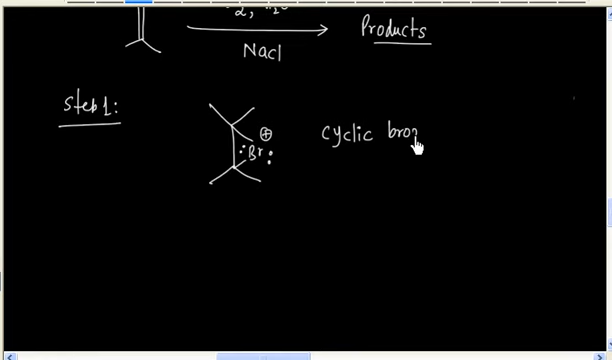 Products
NaCl
Step 1:
⊕
:Br:
cyclic bro